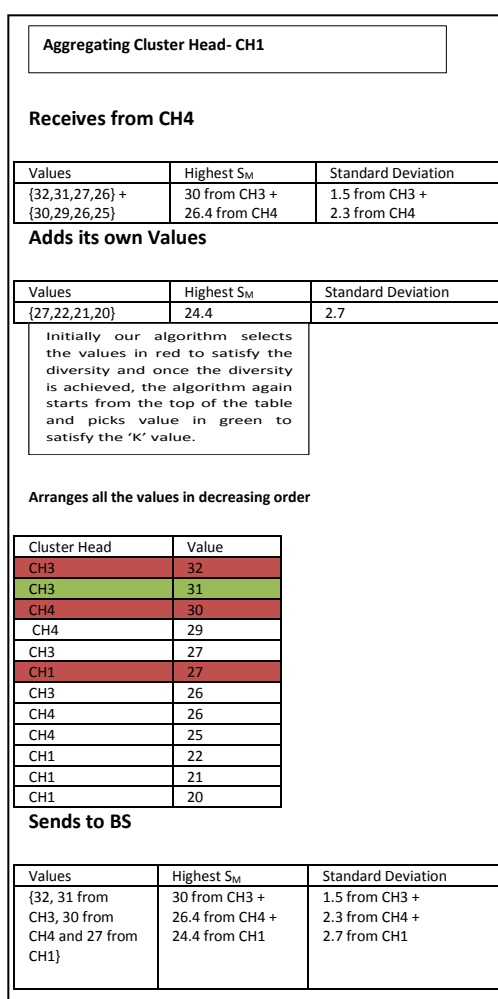 Aggregating Cluster Head- CH1
Receives from CH4
Values Highest SM Standard Deviation
{32,31,27,26} + 30 from CH3 + 1.5 from CH3 +
{30,29,26,25} 26.4 from CH4 2.3 from CH4
Adds its own Values
Values Highest SM Standard Deviation
{27,22,21,20} 24.4 2.7
Initially our algorithm selects
the values in red to satisfy the
diversity and once the diversity
is achieved, the algorithm again
starts from the top of the table
and picks value in green to
satisfy the ‘K’ value.
Arranges all the values in decreasing order
Cluster Head Value
CH3 32
CH3 31
CH4 30
CH4 29
CH3 27
CH1 27
CH3 26
CH4 26
CH4 25
CH1 22
CH1 21
CH1 20
Sends to BS
Values Highest SM Standard Deviation
{32, 31 from 30 from CH3 + 1.5 from CH3 +
CH3, 30 from 26.4 from CH4 + 2.3 from CH4 +
CH4 and 27 from 24.4 from CH1 2.7 from CH1
CH1}